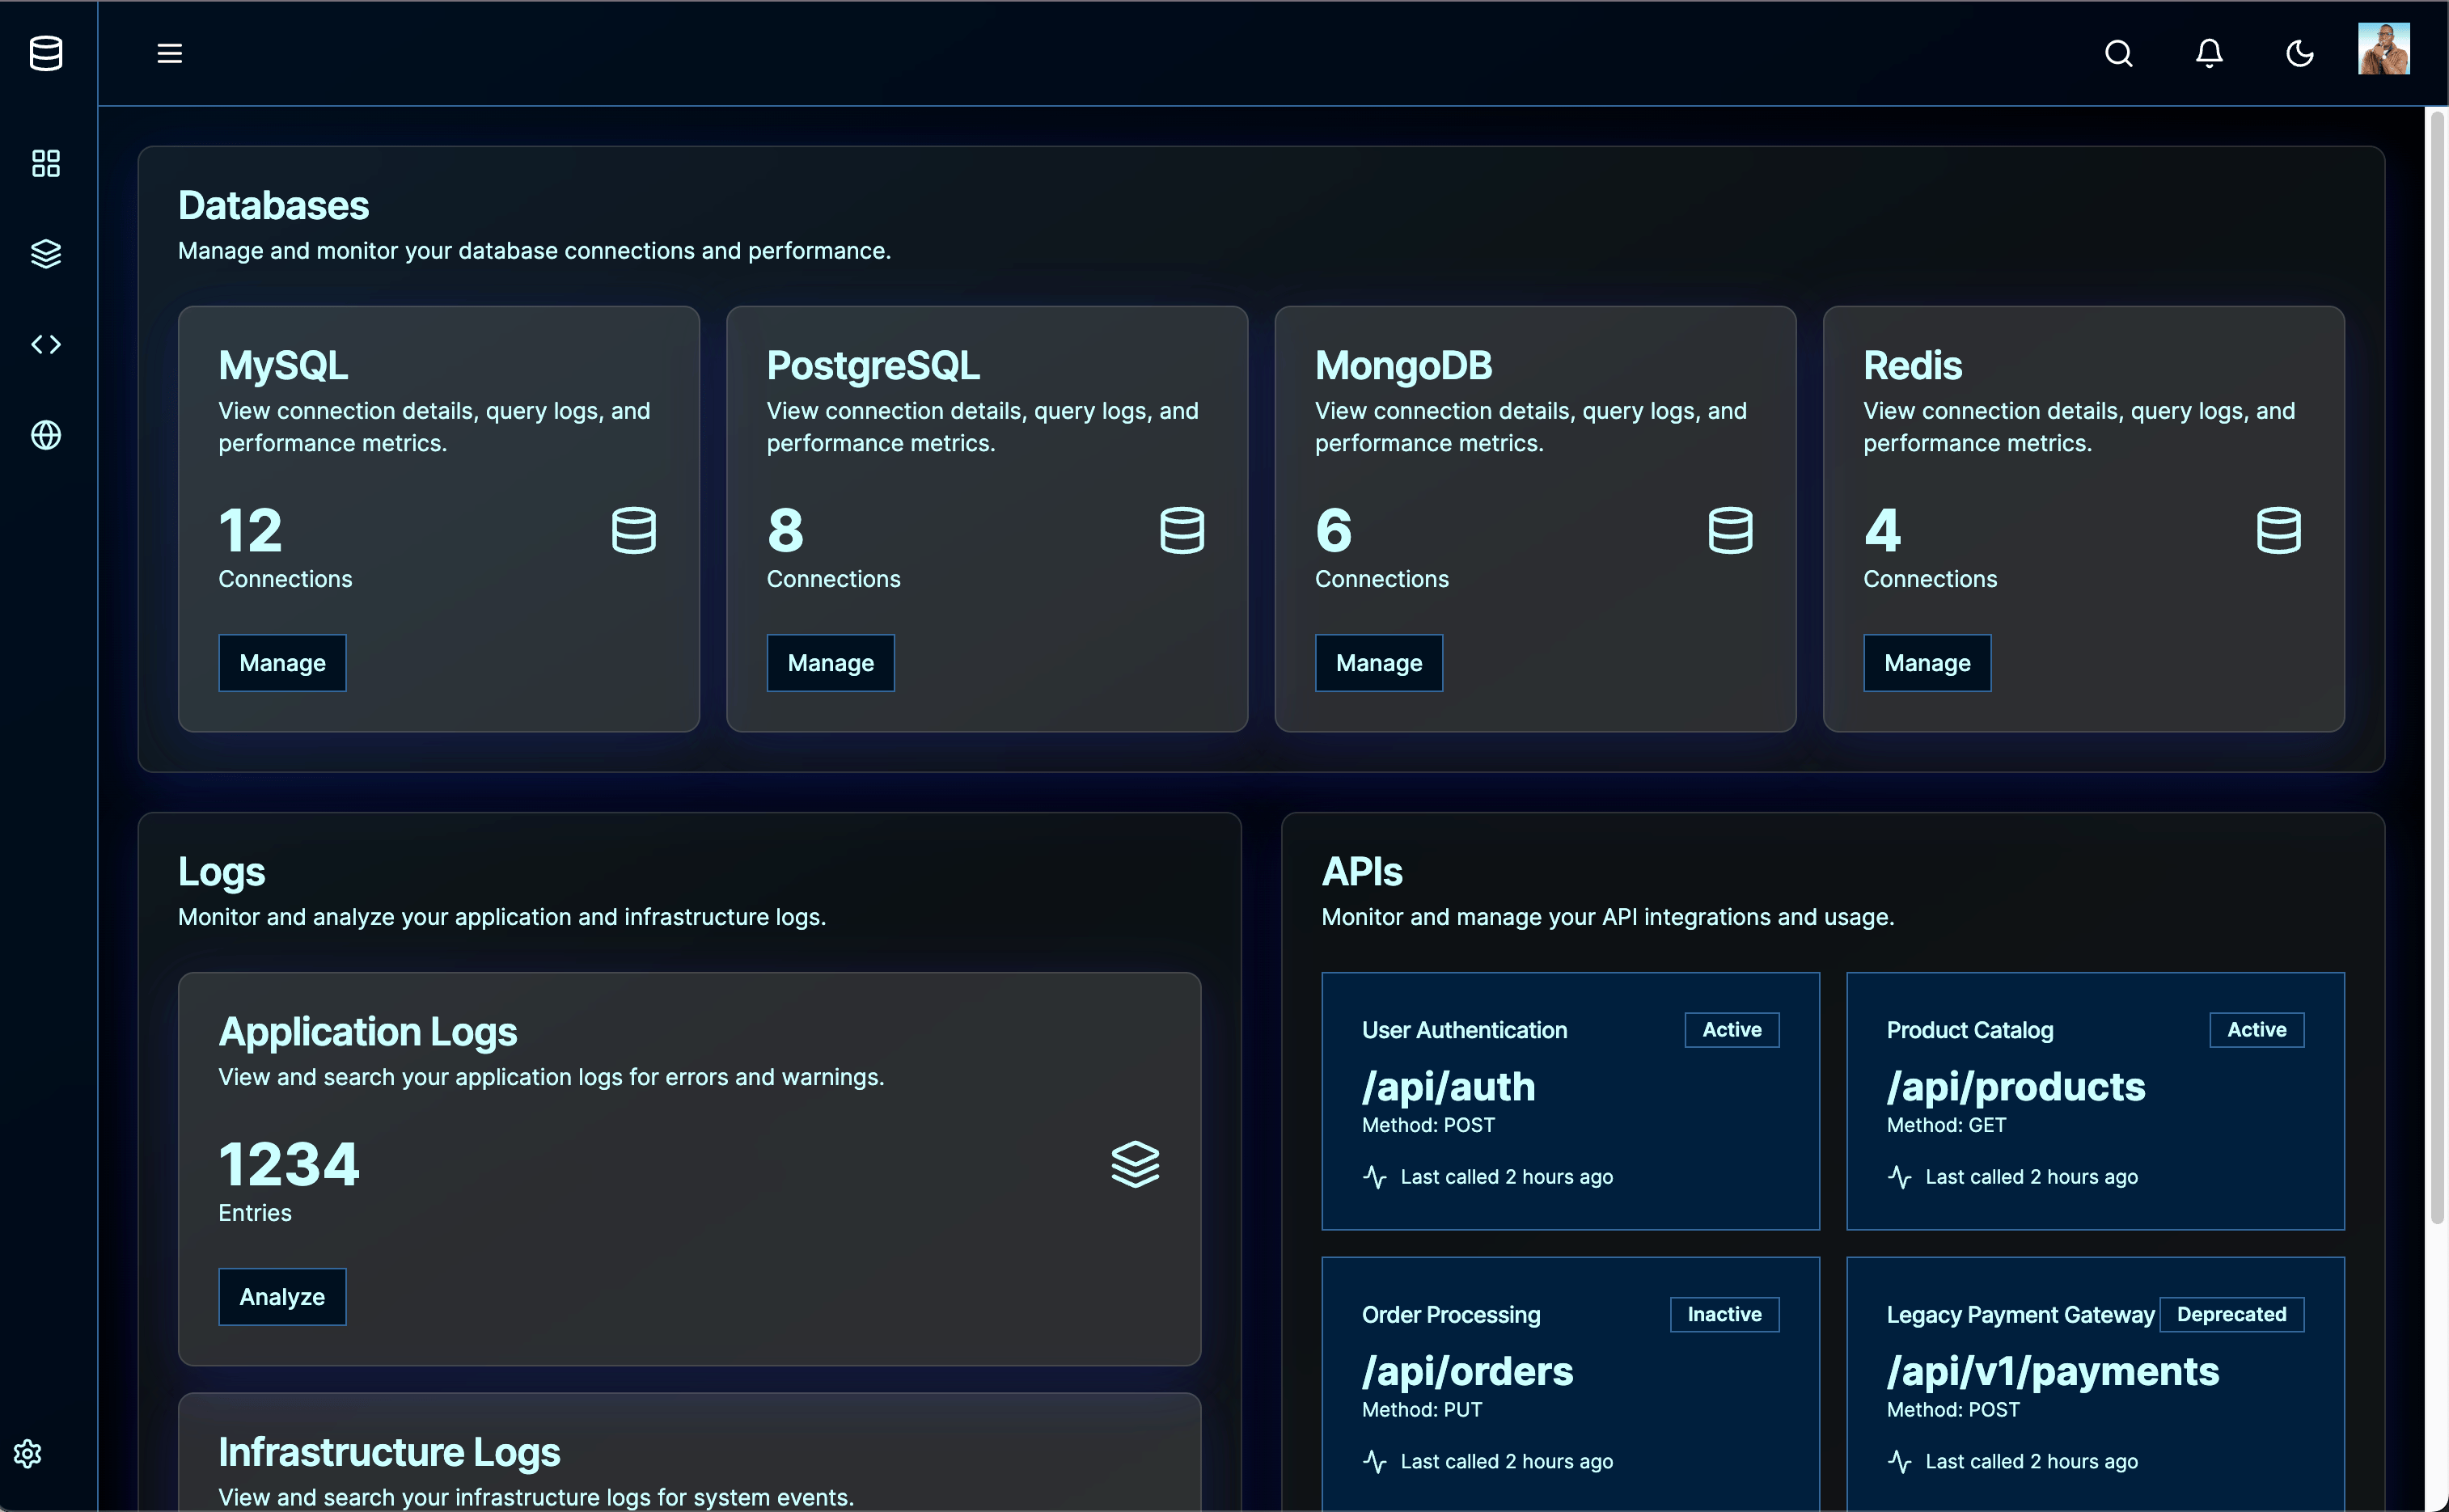 Databases
Manage and monitor your database connections and performance.
MySQL
View connection details, query logs, and
performance metrics.
12
Connections
Manage
PostgreSQL
View connection details, query logs, and
performance metrics.
8
Connections
Manage
MongoDB
View connection details, query logs, and
performance metrics.
6
Connections
Manage
Redis
View connection details, query logs, and
performance metrics.
4
Connections
Manage
Logs
Monitor and analyze your application and infrastructure logs.
Application Logs
View and search your application logs for errors and warnings.
1234
Entries
Analyze
Infrastructure Logs
View and search your infrastructure logs for system events.
APIs
Monitor and manage your API integrations and usage.
User Authentication
Active
/api/auth
Method: POST
Last called 2 hours ago
Product Catalog
Active
/api/products
Method: GET
Last called 2 hours ago
Order Processing
Inactive
/api/orders
Method: PUT
Last called 2 hours ago
Legacy Payment Gateway
Deprecated
/api/v1/payments
Method: POST
Last called 2 hours ago